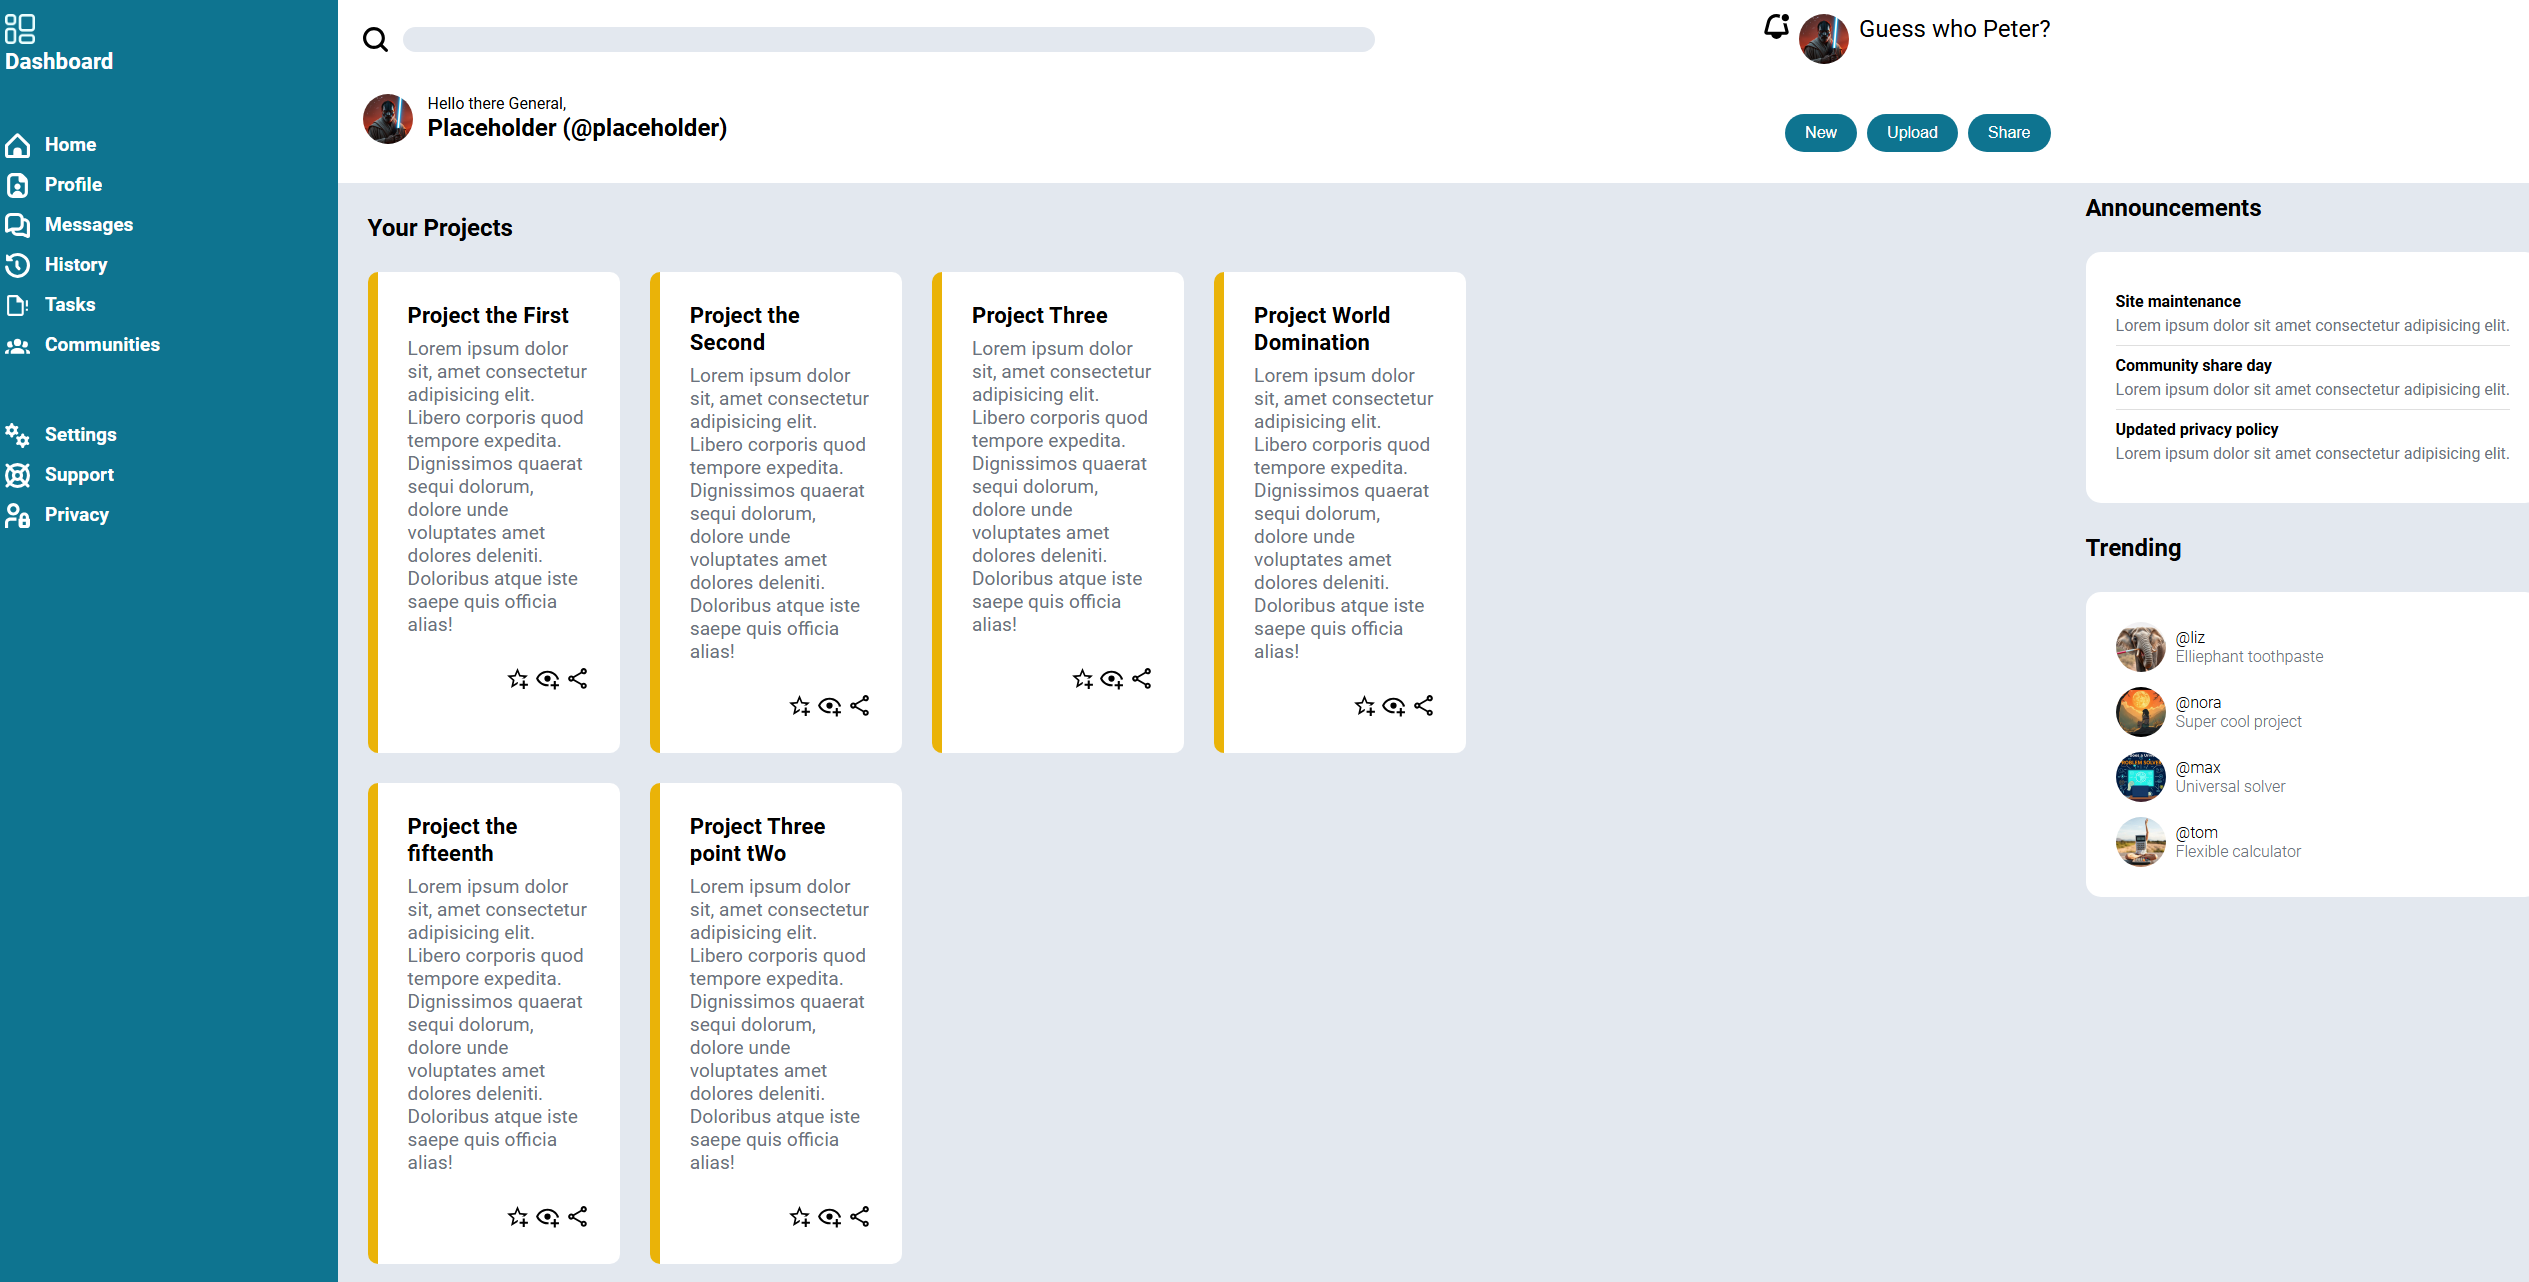 Dashboard
Home
Profile
Messages
History
Tasks
Communities
Settings
Support
Privacy
Guess who Peter?
Hello there General,
Placeholder (@placeholder)
New
Upload
Share
Your Projects
Project the First
Lorem ipsum dolor
sit, amet consectetur
adipisicing elit.
Libero corporis quod
tempore expedita.
Dignissimos quaerat
sequi dolorum,
dolore unde
voluptates amet
dolores deleniti.
Doloribus atque iste
saepe quis officia
alias!
Project the
Second
Lorem ipsum dolor
sit, amet consectetur
adipisicing elit.
Libero corporis quod
tempore expedita.
Dignissimos quaerat
sequi dolorum,
dolore unde
voluptates amet
dolores deleniti.
Doloribus atque iste
saepe quis officia
alias!
Project Three
Lorem ipsum dolor
sit, amet consectetur
adipisicing elit.
Libero corporis quod
tempore expedita.
Dignissimos quaerat
sequi dolorum,
dolore unde
voluptates amet
dolores deleniti.
Doloribus atque iste
saepe quis officia
alias!
Project World
Domination
Lorem ipsum dolor
sit, amet consectetur
adipisicing elit.
Libero corporis quod
tempore expedita.
Dignissimos quaerat
sequi dolorum,
dolore unde
voluptates amet
dolores deleniti.
Doloribus atque iste
saepe quis officia
alias!
Project the
fifteenth
Lorem ipsum dolor
sit, amet consectetur
adipisicing elit.
Libero corporis quod
tempore expedita.
Dignissimos quaerat
sequi dolorum,
dolore unde
voluptates amet
dolores deleniti.
Doloribus atque iste
saepe quis officia
alias!
Project Three
point tWo
Lorem ipsum dolor
sit, amet consectetur
adipisicing elit.
Libero corporis quod
tempore expedita.
Dignissimos quaerat
sequi dolorum,
dolore unde
voluptates amet
dolores deleniti.
Doloribus atque iste
saepe quis officia
alias!
Announcements
Site maintenance
Lorem ipsum dolor sit amet consectetur adipisicing elit.
Community share day
Lorem ipsum dolor sit amet consectetur adipisicing elit.
Updated privacy policy
Lorem ipsum dolor sit amet consectetur adipisicing elit.
Trending
@liz
Elliephant toothpaste
@nora
Super cool project
@max
Universal solver
@tom
Flexible calculator